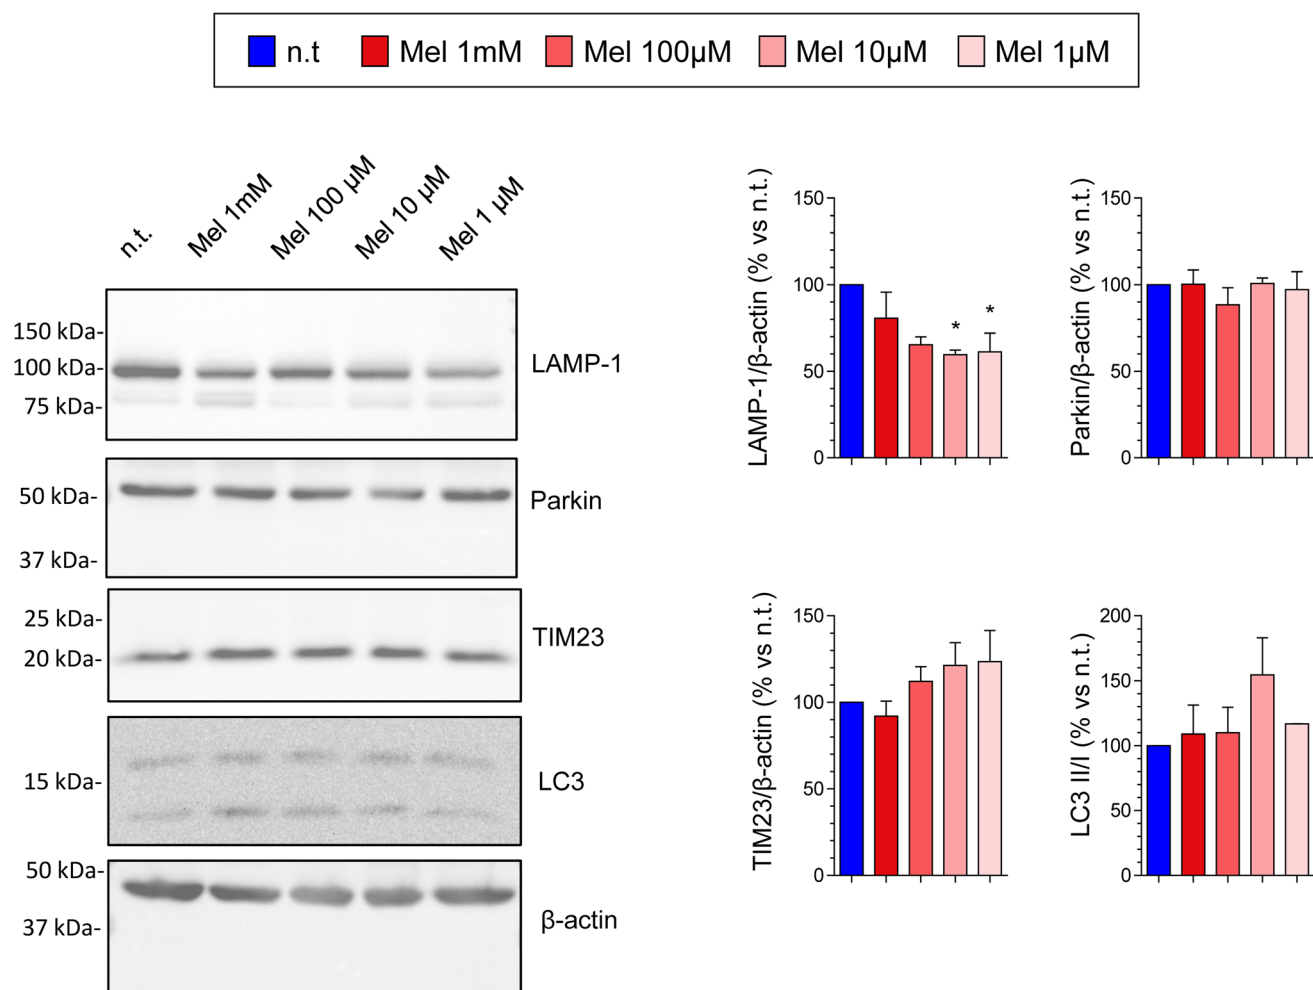 n.t Mel 1mM Mel 100µM Mel 10µM Mel 1µM
n.t. Mel 1mM Mel 100 µM Mel 10 µM Mel 1 µM
150 kDa-
100 kDa-
75 kDa-
LAMP-1
50 kDa-
37 kDa-
Parkin
25 kDa-
20 kDa-
TIM23
15 kDa-
LC3
50 kDa-
37 kDa-
β-actin
LAMP-1/β-actin (% vs n.t.)
150
100
50
0
* *
Parkin/β-actin (% vs n.t.)
150
100
50
0
TIM23/β-actin (% vs n.t.)
150
100
50
0
LC3 II/I (% vs n.t.)
200
150
100
50
0